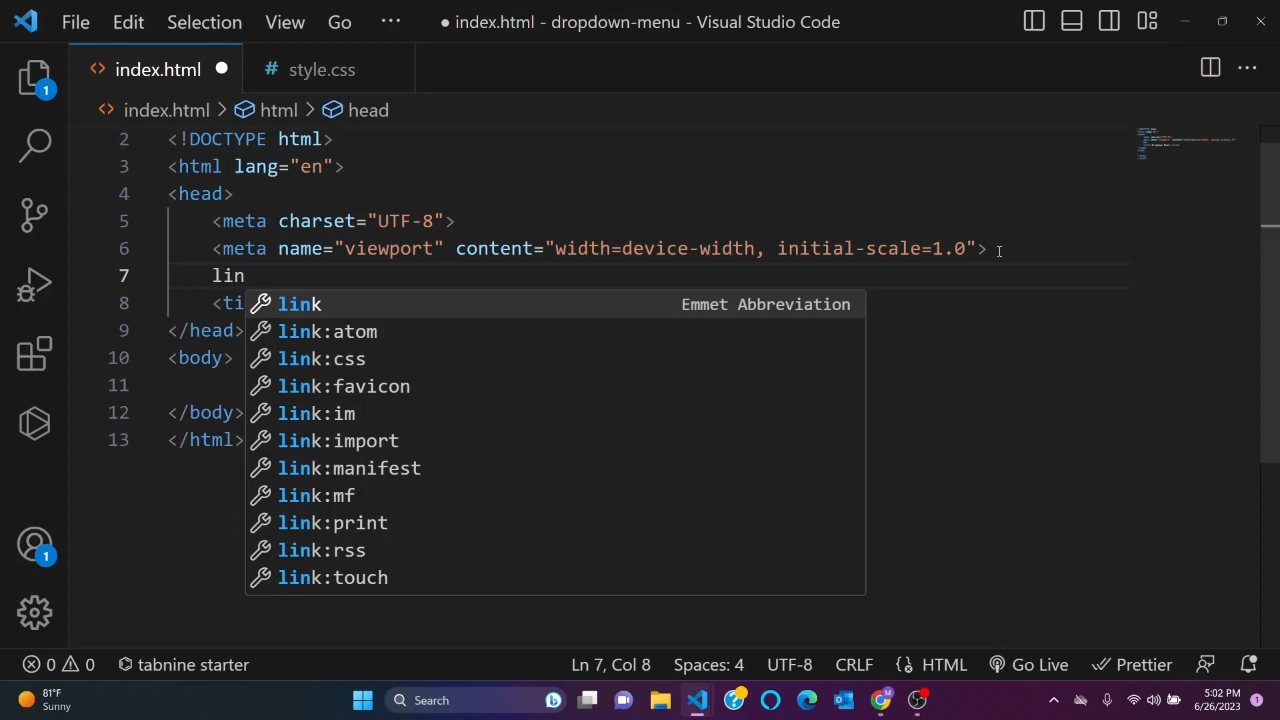 File Edit Selection View Go ··· ● index.html - dropdown-menu - Visual Studio Code
<> index.html ● # style.css
<> index.html > html > head
2 <!DOCTYPE html>
3 <html lang="en">
4 <head>
5 <meta charset="UTF-8">
6 <meta name="viewport" content="width=device-width, initial-scale=1.0">
7 lin
8 <ti
link Emmet Abbreviation
9 </head>
link:atom
10 <body>
link:css
11
link:favicon
12 </body>
link:im
13 </html>
link:import
link:manifest
link:mf
link:print
link:rss
link:touch
1
1
0 0 tabnine starter Ln 7, Col 8 Spaces: 4 UTF-8 CRLF HTML Go Live Prettier
81°F
Sunny
Search
M
5:02 PM
6/26/2023
1